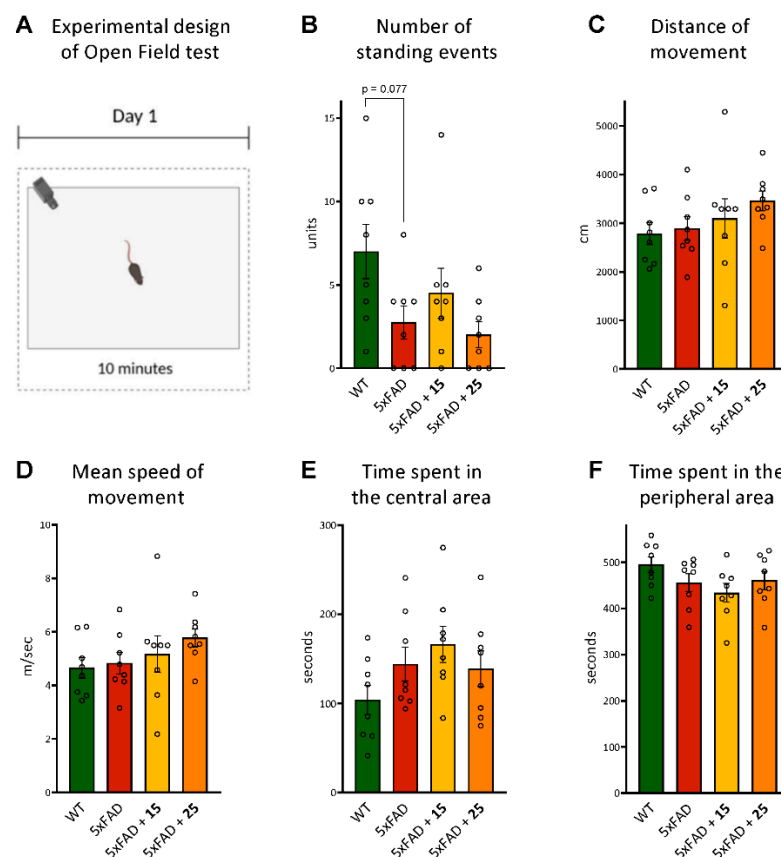 A Experimental design
of Open Field test
Day 1
10 minutes
B Number of
standing events
p = 0.077
15
10
5
0
units
WT
5xFAD
5xFAD + 15
5xFAD + 25
C Distance of
movement
5000
4000
3000
2000
1000
0
cm
WT
5xFAD
5xFAD + 15
5xFAD + 25
D Mean speed of
movement
10
8
6
4
2
0
m/sec
WT
5xFAD
5xFAD + 15
5xFAD + 25
E Time spent in
the central area
300
200
100
0
seconds
WT
5xFAD
5xFAD + 15
5xFAD + 25
F Time spent in the
peripheral area
500
400
300
200
100
0
seconds
WT
5xFAD
5xFAD + 15
5xFAD + 25